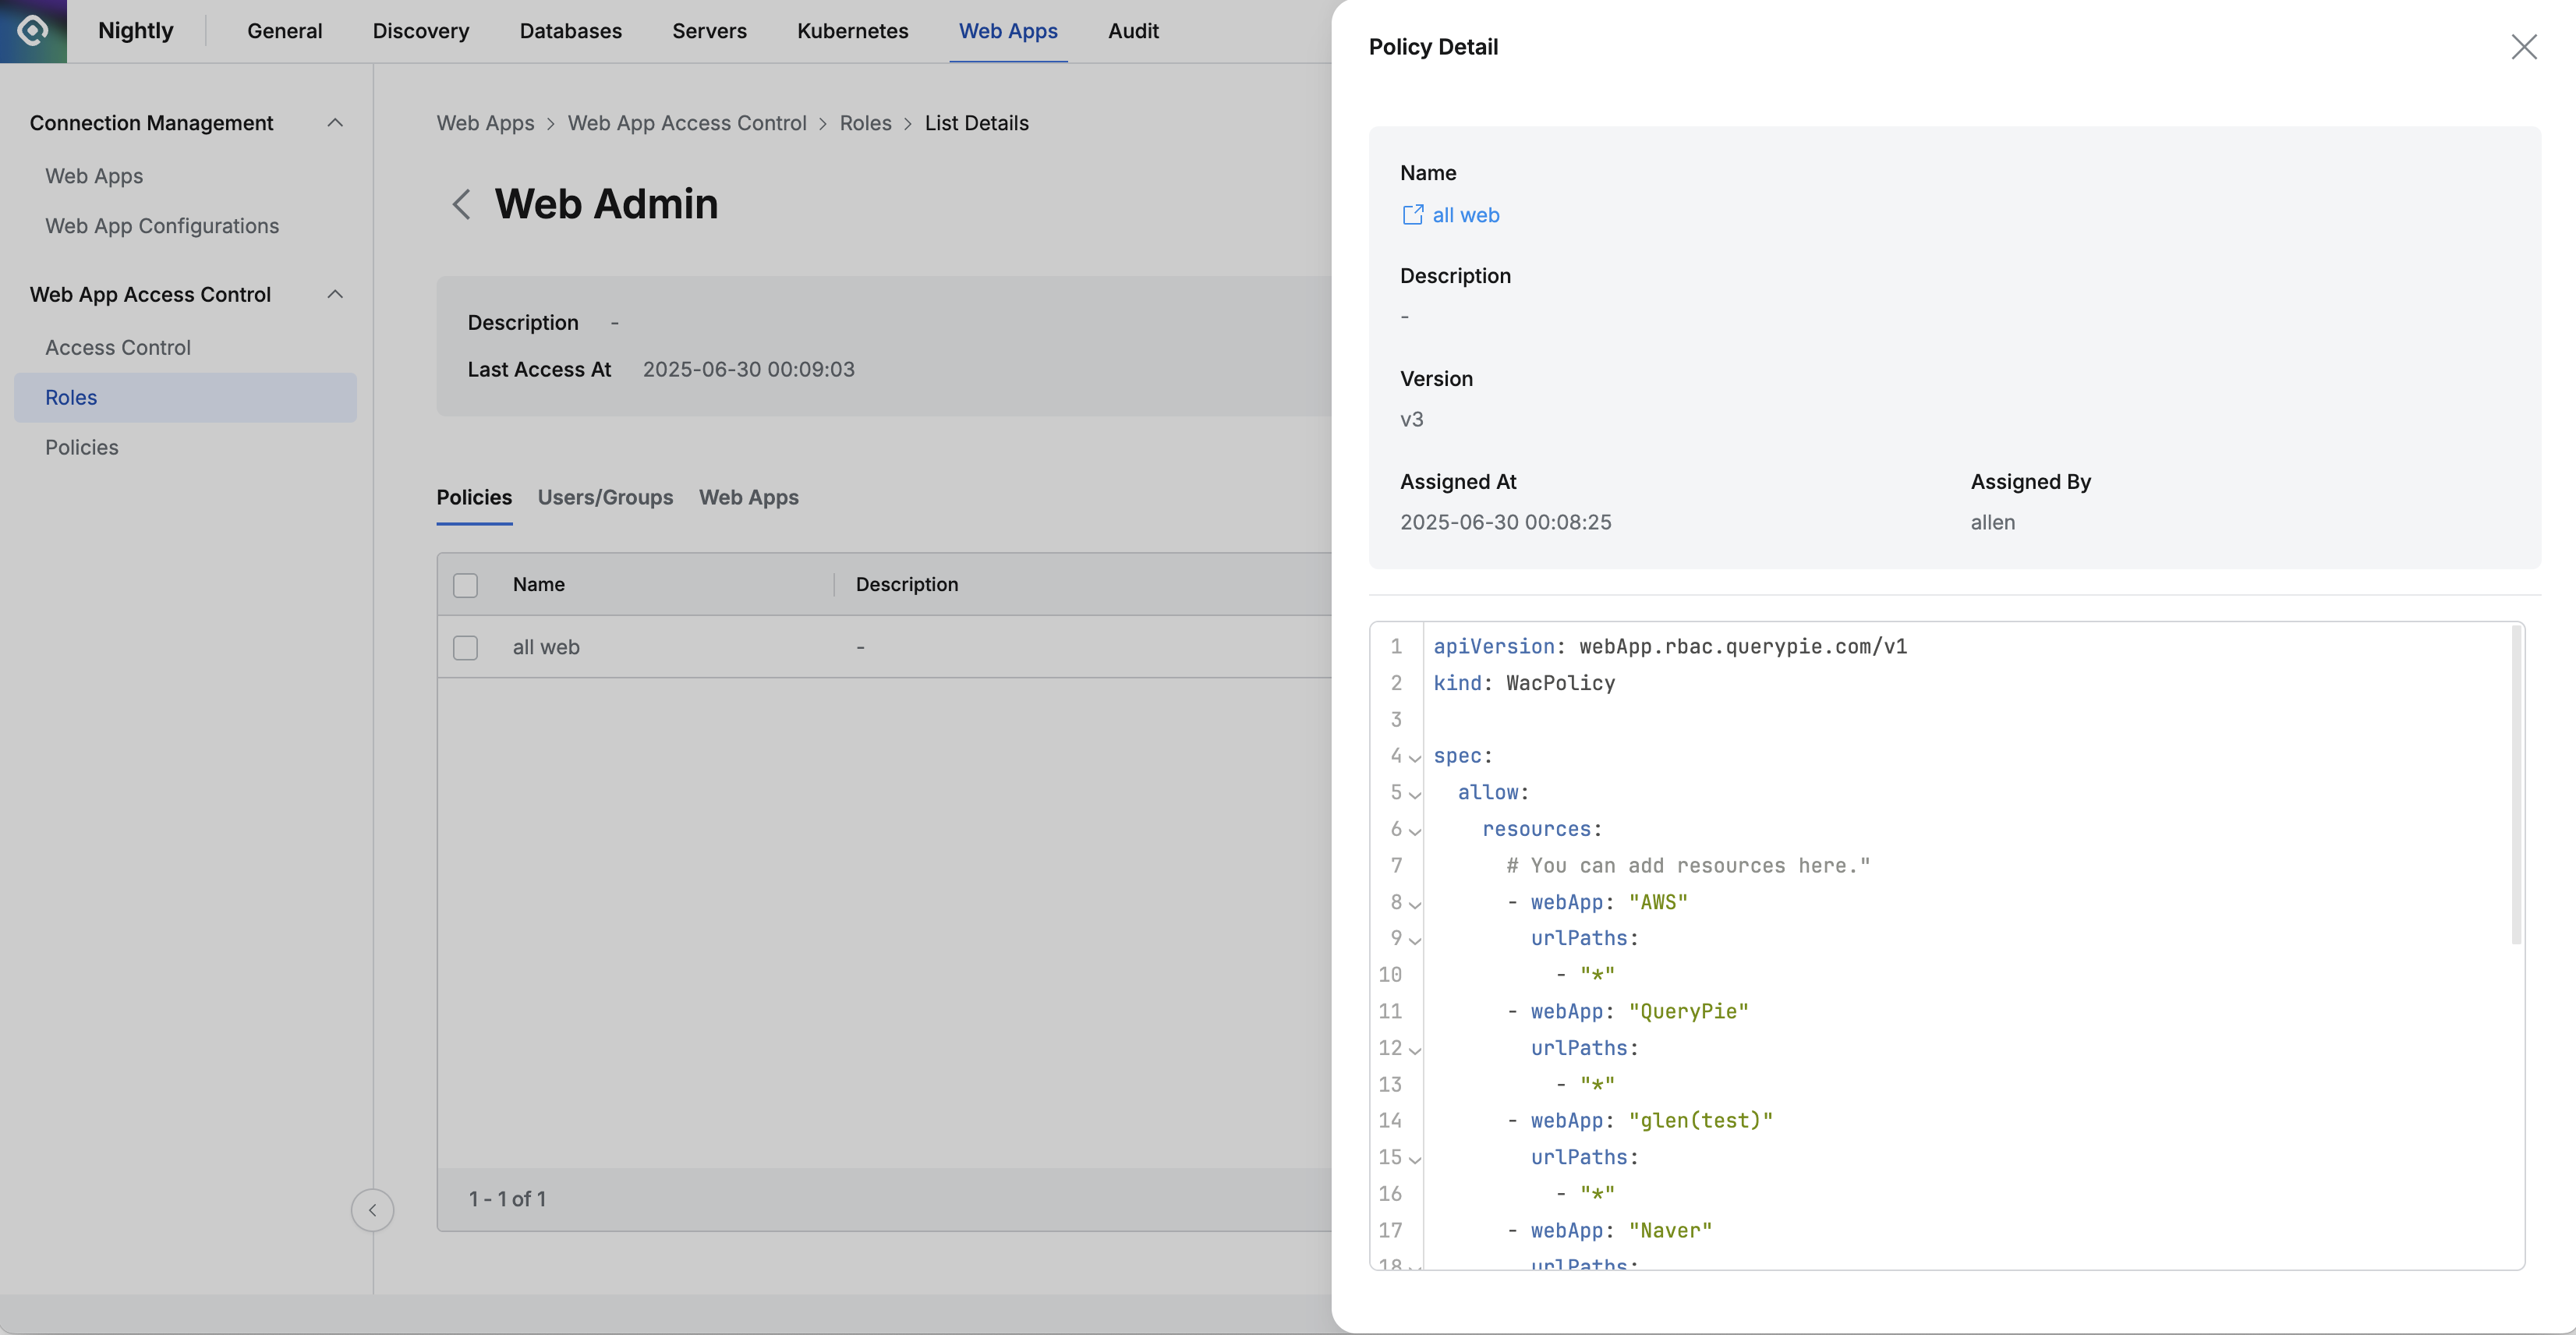 Nightly General Discovery Databases Servers Kubernetes Web Apps Audit
Connection Management
Web Apps
Web App Configurations
Web App Access Control
Access Control
Roles
Policies
Web Apps > Web App Access Control > Roles > List Details
Web Admin
Description -
Last Access At 2025-06-30 00:09:03
Policies Users/Groups Web Apps
Name Description
all web -
1 - 1 of 1
Policy Detail
Name
all web
Description
-
Version
v3
Assigned At Assigned By
2025-06-30 00:08:25 allen
1 apiVersion: webApp.rbac.querypie.com/v1
2 kind: WacPolicy
3
4 spec:
5   allow:
6     resources:
7       # You can add resources here."
8       - webApp: "AWS"
9         urlPaths:
10          - "*"
11      - webApp: "QueryPie"
12        urlPaths:
13          - "*"
14      - webApp: "glen(test)"
15        urlPaths:
16          - "*"
17      - webApp: "Naver"
18        urlPaths: